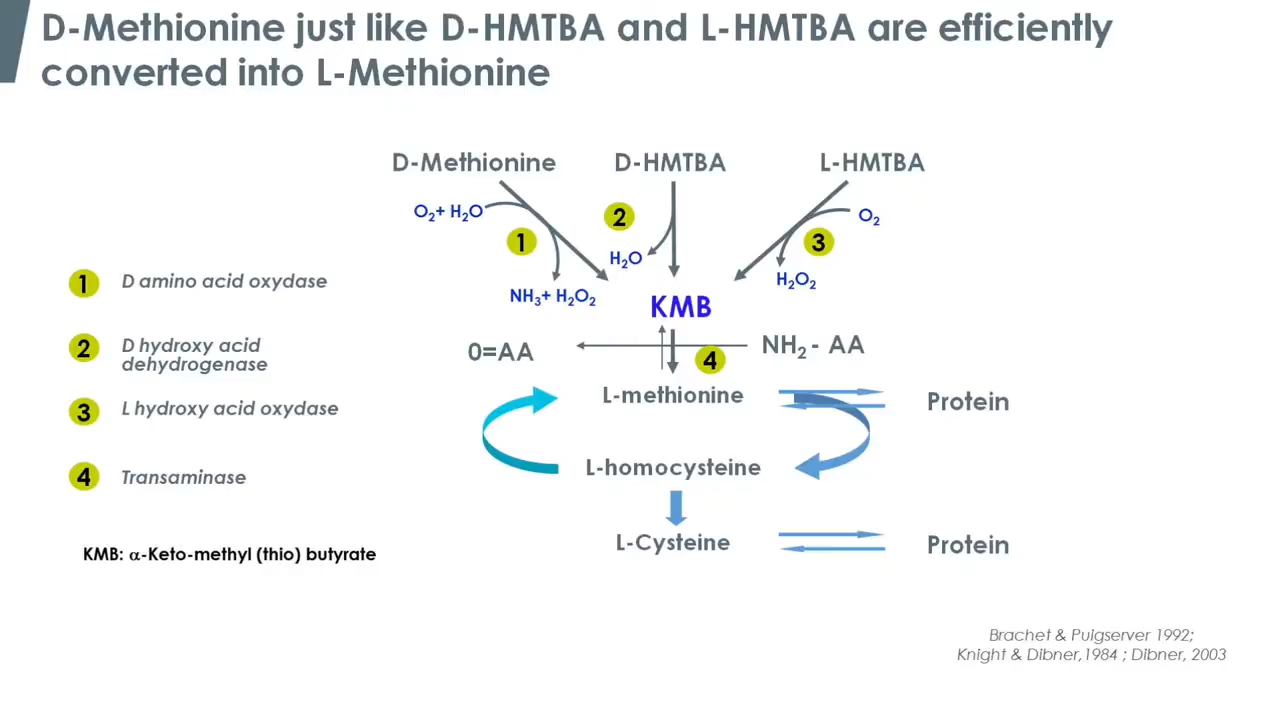 D-Methionine just like D-HMTBA and L-HMTBA are efficiently
converted into L-Methionine
D-Methionine
D-HMTBA
L-HMTBA
O₂+ H₂O
1
2
H₂O
3
O₂
NH₃+ H₂O₂
H₂O₂
KMB
0=AA
4
NH₂ - AA
L-methionine
Protein
L-homocysteine
L-Cysteine
Protein
1 D amino acid oxydase
2 D hydroxy acid
dehydrogenase
3 L hydroxy acid oxydase
4 Transaminase
KMB: α-Keto-methyl (thio) butyrate
Brachet & Puigserver 1992;
Knight & Dibner,1984 ; Dibner, 2003